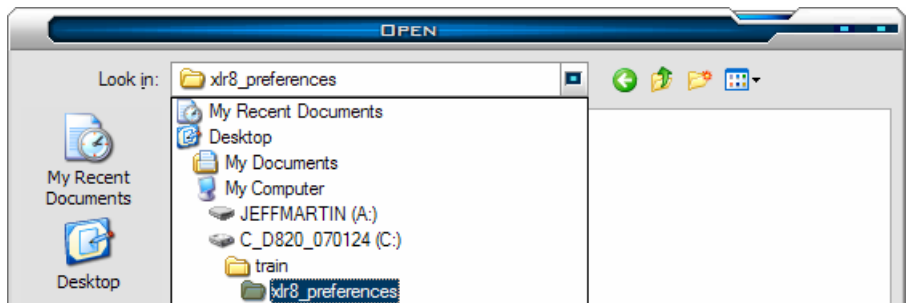 OPEN
Look in: xlr8_preferences
My Recent Documents
Desktop
My Documents
My Computer
JEFFMARTIN (A:)
C_D820_070124 (C:)
train
xlr8_preferences
My Recent
Documents
Desktop